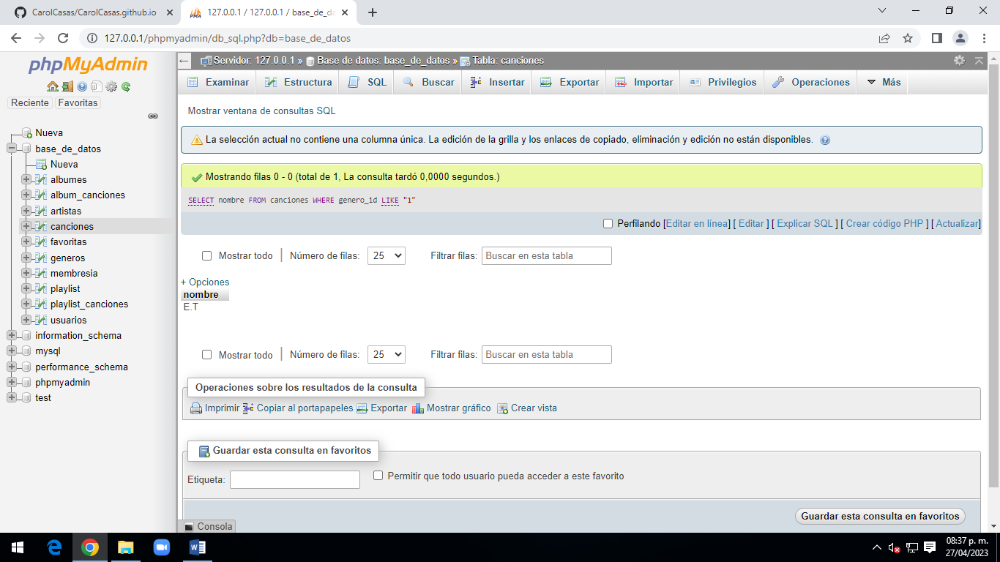 CarolCasas/CarolCasas.github.io
127.0.0.1 / 127.0.0.1 / base_de_da
127.0.0.1/phpmyadmin/db_sql.php?db=base_de_datos
phpMyAdmin
Reciente Favoritas
Nueva
base_de_datos
Nueva
albumes
album_canciones
artistas
canciones
favoritas
generos
membresia
playlist
playlist_canciones
usuarios
information_schema
mysql
performance_schema
phpmyadmin
test
Servidor: 127.0.0.1 » Base de datos: base_de_datos » Tabla: canciones
Examinar Estructura SQL Buscar Insertar Exportar Importar Privilegios Operaciones Más
Mostrar ventana de consultas SQL
La selección actual no contiene una columna única. La edición de la grilla y los enlaces de copiado, eliminación y edición no están disponibles.
Mostrando filas 0 - 0 (total de 1, La consulta tardó 0,0000 segundos.)
SELECT nombre FROM canciones WHERE genero_id LIKE "1"
Perfilando [Editar en línea] [ Editar ] [ Explicar SQL ] [ Crear código PHP ] [ Actualizar]
Mostrar todo | Número de filas: 25 Filtrar filas: Buscar en esta tabla
+ Opciones
nombre
E.T
Mostrar todo | Número de filas: 25 Filtrar filas: Buscar en esta tabla
Operaciones sobre los resultados de la consulta
Imprimir Copiar al portapapeles Exportar Mostrar gráfico Crear vista
Guardar esta consulta en favoritos
Etiqueta: Permitir que todo usuario pueda acceder a este favorito
Guardar esta consulta en favoritos
Consola
08:37 p. m.
27/04/2023